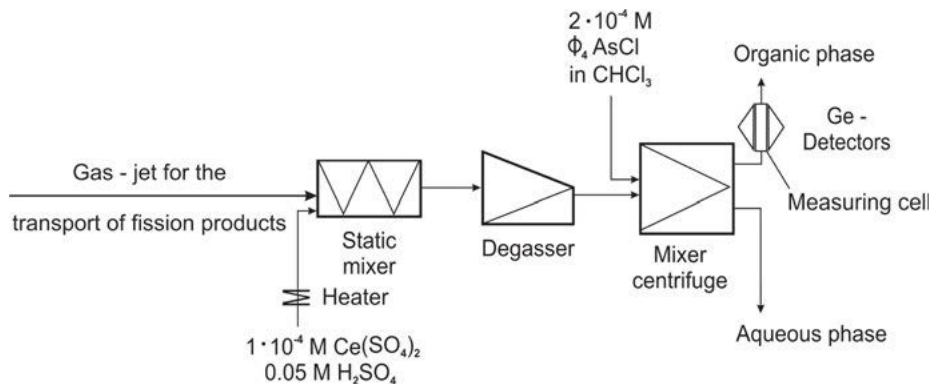 2·10⁻⁴ M
Φ₄ AsCl
in CHCl₃
Organic phase
Ge -
Detectors
Measuring cell
Gas - jet for the
transport of fission products
Static
mixer
Degasser
Mixer
centrifuge
Heater
Aqueous phase
1·10⁻⁴ M Ce(SO₄)₂
0.05 M H₂SO₄